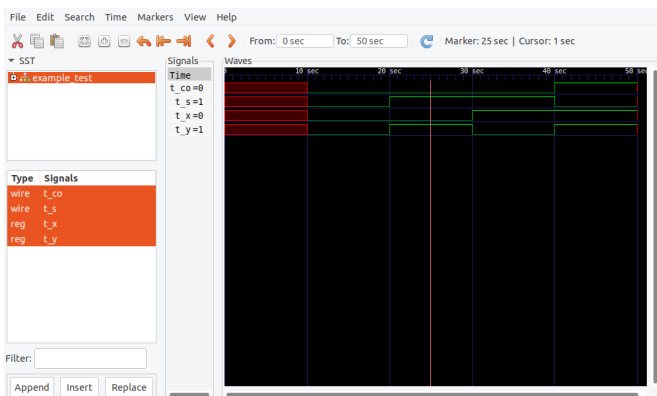 File Edit Search Time Markers View Help
From: 0 sec To: 50 sec Marker: 25 sec | Cursor: 1 sec
SST
example_test
Type Signals
wire t_co
wire t_s
reg t_x
reg t_y
Filter:
Append Insert Replace
Signals
Time
t_co=0
t_s=1
t_x=0
t_y=1
Waves
10 sec 20 sec 30 sec 40 sec 50 sec